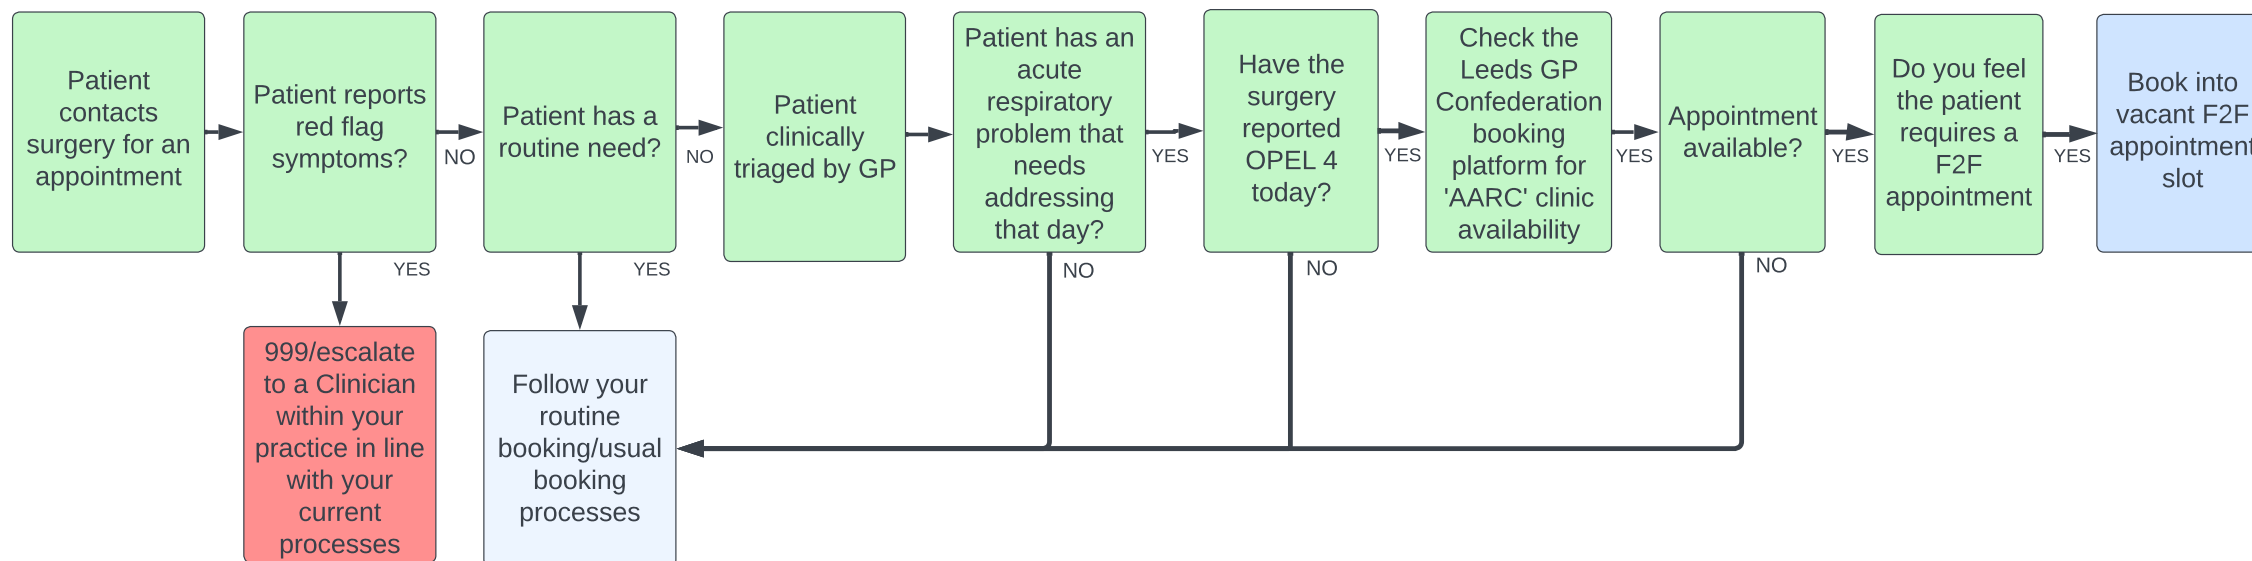 Patient
contacts
surgery for an
appointment
Patient reports
red flag
symptoms?
NO
YES
Patient has a
routine need?
NO
YES
Patient
clinically
triaged by GP
Patient has an
acute
respiratory
problem that
needs
addressing
that day?
YES
NO
Have the
surgery
reported
OPEL 4
today?
YES
NO
Check the
Leeds GP
Confederation
booking
platform for
'AARC' clinic
availability
YES
Appointment
available?
YES
NO
Do you feel
the patient
requires a
F2F
appointment
YES
Book into
vacant F2F
appointment
slot
999/escalate
to a Clinician
within your
practice in line
with your
current
processes
Follow your
routine
booking/usual
booking
processes